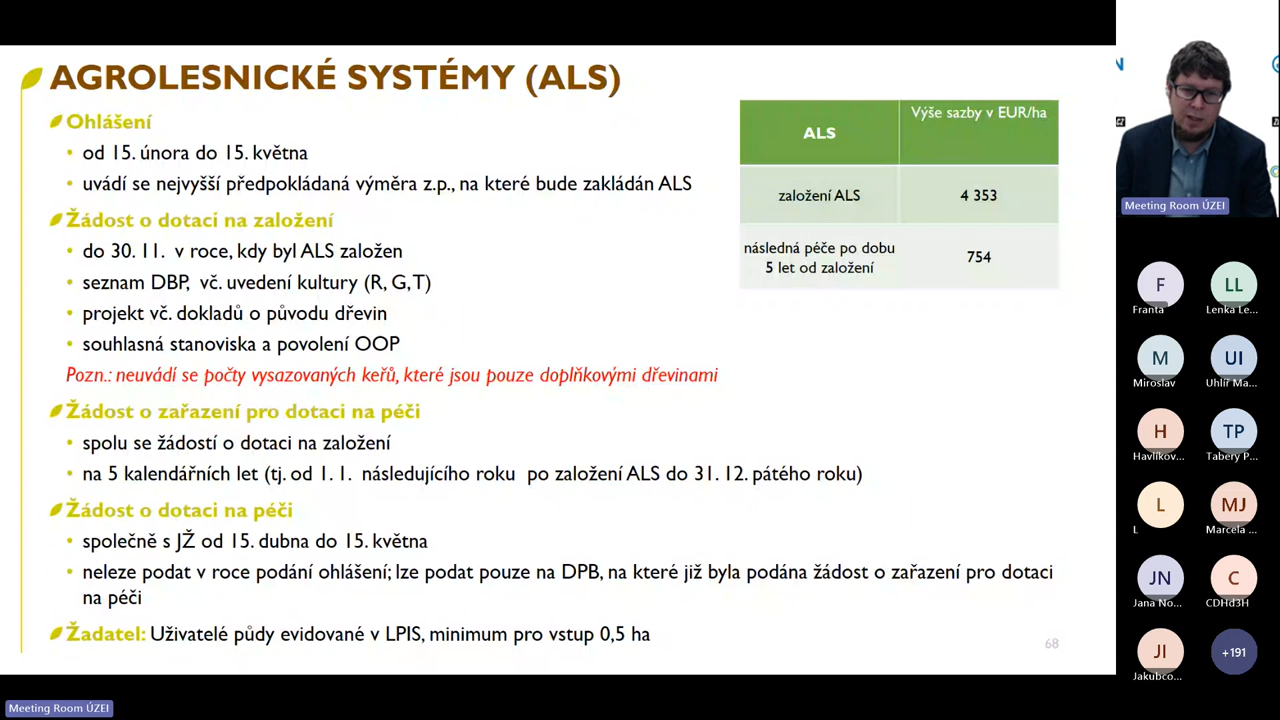 AGROLESNICKÉ SYSTÉMY (ALS)
Ohlášení
od 15. února do 15. května
uvádí se nejvyšší předpokládaná výměra z.p., na které bude zakládán ALS
Žádost o dotaci na založení
do 30. 11. v roce, kdy byl ALS založen
seznam DBP, vč. uvedení kultury (R, G, T)
projekt vč. dokladů o původu dřevin
souhlasná stanoviska a povolení OOP
Pozn.: neuvádí se počty vysazovaných keřů, které jsou pouze doplňkovými dřevinami
Žádost o zařazení pro dotaci na péči
spolu se žádostí o dotaci na založení
na 5 kalendářních let (tj. od 1. 1. následujícího roku po založení ALS do 31. 12. pátého roku)
Žádost o dotaci na péči
společně s JŽ od 15. dubna do 15. května
neleze podat v roce podání ohlášení; lze podat pouze na DPB, na které již byla podána žádost o zařazení pro dotaci
na péči
Žadatel: Uživatelé půdy evidované v LPIS, minimum pro vstup 0,5 ha
ALS
Výše sazby v EUR/ha
založení ALS
4 353
následná péče po dobu
5 let od založení
754
68
Meeting Room ÚZEI
F
Franta
LL
Lenka Le...
M
Miroslav
UI
Uhlíř Ma...
H
Havlíkov...
TP
Tabery P...
L
L
MJ
Marcela ...
JN
Jana No...
C
CDHd3H
JI
Jakubco...
+191
Meeting Room ÚZEI